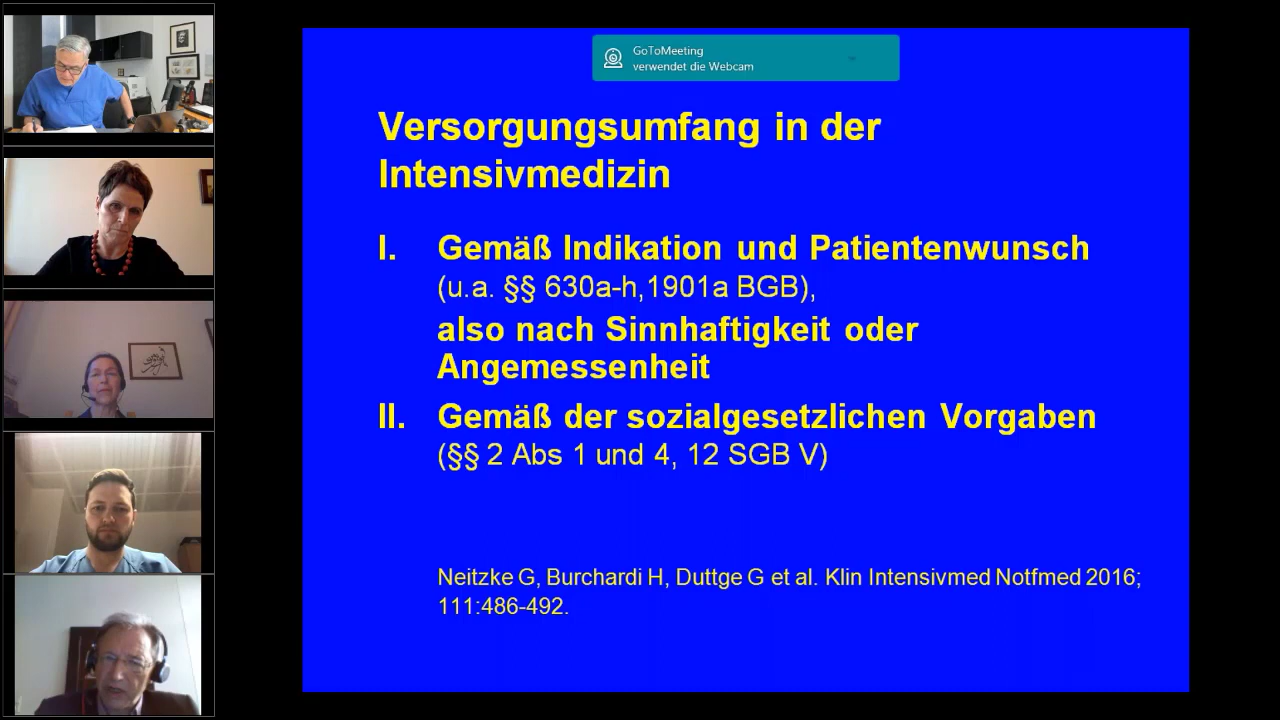 GoToMeeting
verwendet die Webcam
Versorgungsumfang in der
Intensivmedizin
I. Gemäß Indikation und Patientenwunsch
(u.a. §§ 630a-h,1901a BGB),
also nach Sinnhaftigkeit oder
Angemessenheit
II. Gemäß der sozialgesetzlichen Vorgaben
(§§ 2 Abs 1 und 4, 12 SGB V)
Neitzke G, Burchardi H, Duttge G et al. Klin Intensivmed Notfmed 2016;
111:486-492.